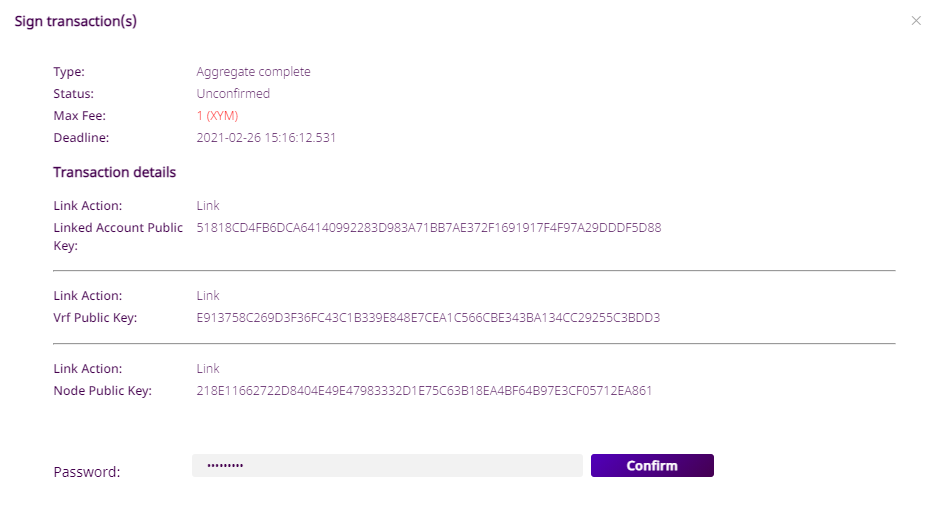 Sign transaction(s)
Type: Aggregate complete
Status: Unconfirmed
Max Fee: 1 (XYM)
Deadline: 2021-02-26 15:16:12.531
Transaction details
Link Action: Link
Linked Account Public 51818CD4FB6DCA64140992283D983A71BB7AE372F1691917F4F97A29DDDF5D88
Key:
Link Action: Link
Vrf Public Key: E913758C269D3F36FC43C1B339E848E7CEA1C566CBE343BA134CC29255C3BDD3
Link Action: Link
Node Public Key: 218E11662722D8404E49E47983332D1E75C63B18EA4BF64B97E3CF05712EA861
Password: •••••••••
Confirm